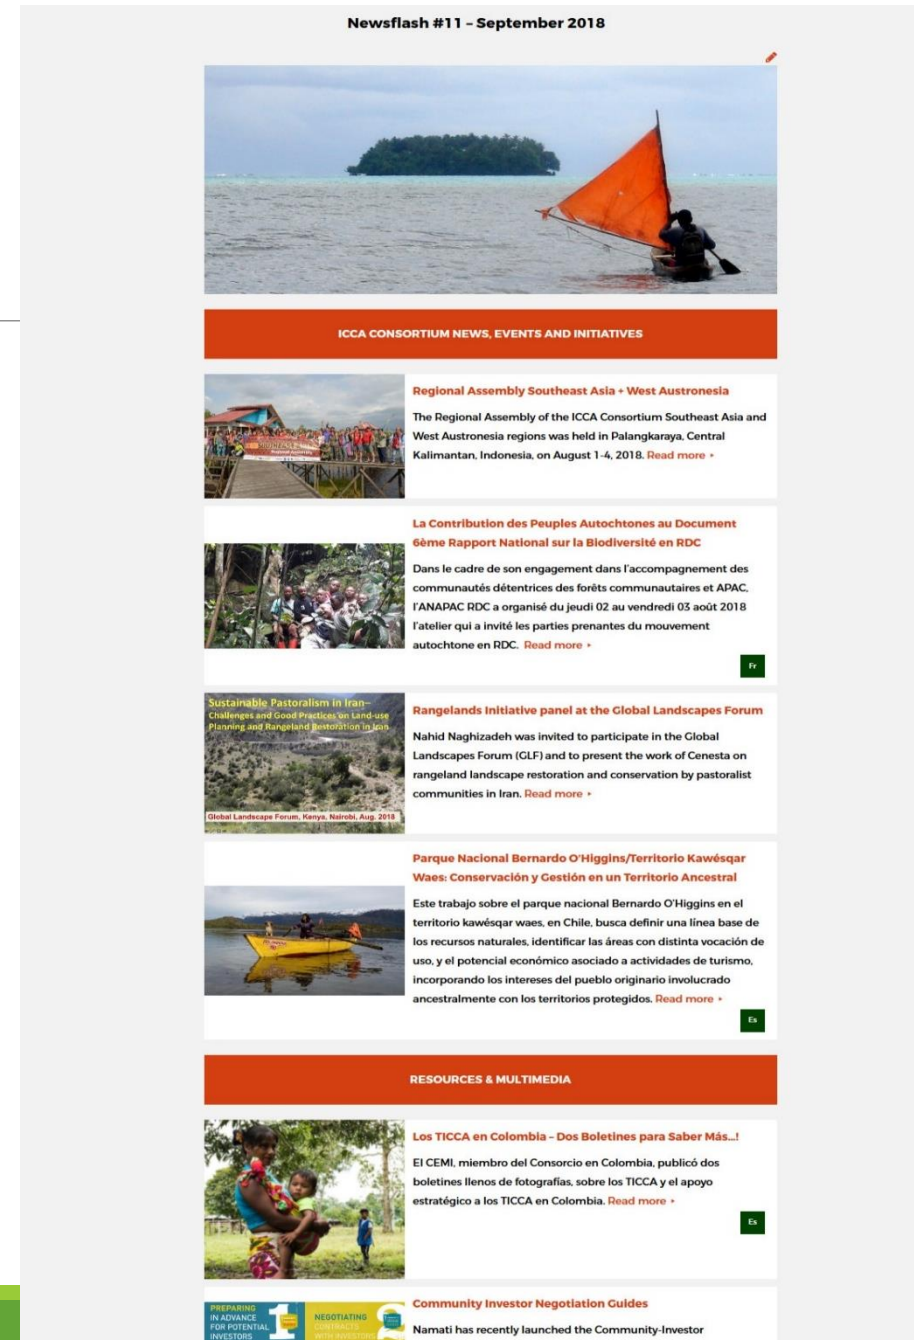 Newsflash #11 – September 2018
ICCA CONSORTIUM NEWS, EVENTS AND INITIATIVES
Regional Assembly Southeast Asia + West Austronesia
The Regional Assembly of the ICCA Consortium Southeast Asia and
West Austronesia regions was held in Palangkaraya, Central
Kalimantan, Indonesia, on August 1-4, 2018. Read more ‣
Regional Assembly
La Contribution des Peuples Autochtones au Document
6ème Rapport National sur la Biodiversité en RDC
Dans le cadre de son engagement dans l'accompagnement des
communautés détentrices des forêts communautaires et APAC,
l'ANAPAC RDC a organisé du jeudi 02 au vendredi 03 août 2018
l'atelier qui a invité les parties prenantes du mouvement
autochtone en RDC. Read more ‣
Fr
Sustainable Pastoralism in Iran–
Challenges and Good Practices on Land-use
Planning and Rangeland Restoration in Iran
Global Landscape Forum, Kenya, Nairobi, Aug. 2018
Rangelands Initiative panel at the Global Landscapes Forum
Nahid Naghizadeh was invited to participate in the Global
Landscapes Forum (GLF) and to present the work of Cenesta on
rangeland landscape restoration and conservation by pastoralist
communities in Iran. Read more ‣
Parque Nacional Bernardo O'Higgins/Territorio Kawésqar
Waes: Conservación y Gestión en un Territorio Ancestral
Este trabajo sobre el parque nacional Bernardo O'Higgins en el
territorio kawésqar waes, en Chile, busca definir una línea base de
los recursos naturales, identificar las áreas con distinta vocación de
uso, y el potencial económico asociado a actividades de turismo,
incorporando los intereses del pueblo originario involucrado
ancestralmente con los territorios protegidos. Read more ‣
Es
RESOURCES & MULTIMEDIA
Los TICCA en Colombia – Dos Boletines para Saber Más...!
El CEMI, miembro del Consorcio en Colombia, publicó dos
boletines llenos de fotografías, sobre los TICCA y el apoyo
estratégico a los TICCA en Colombia. Read more ‣
Es
PREPARING
IN ADVANCE
FOR POTENTIAL
INVESTORS
1
NEGOTIATING
CONTRACTS
WITH INVESTORS
2
Community Investor Negotiation Guides
Namati has recently launched the Community-Investor